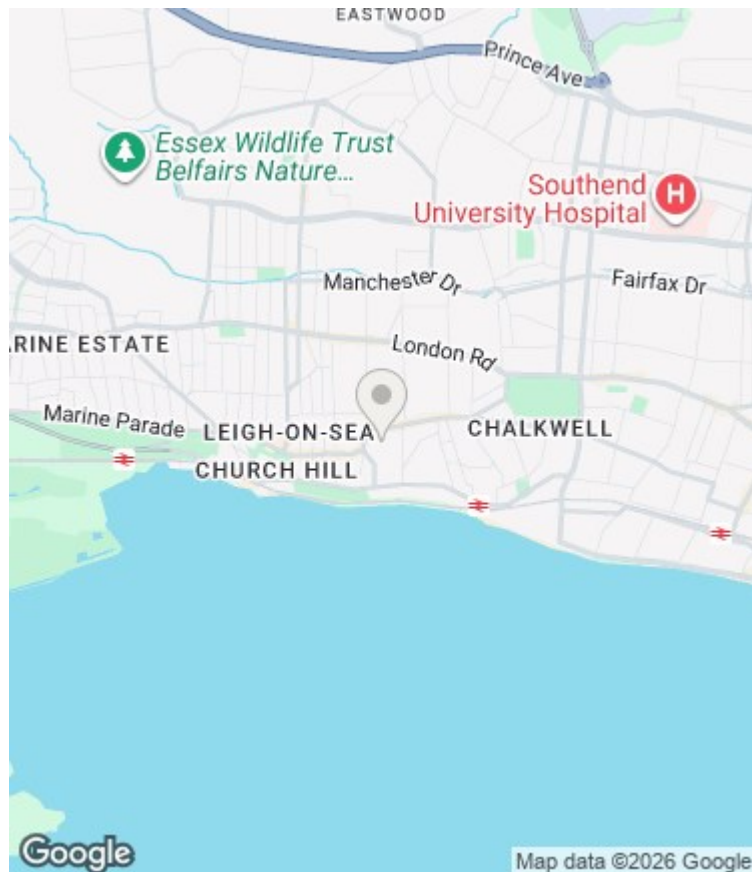 EASTWOOD
Prince Ave
Essex Wildlife Trust
Belfairs Nature...
Southend
University Hospital
H
Manchester Dr
Fairfax Dr
London Rd
RINE ESTATE
Marine Parade
LEIGH-ON-SEA
CHALKWELL
CHURCH HILL
Google
Map data ©2026 Google